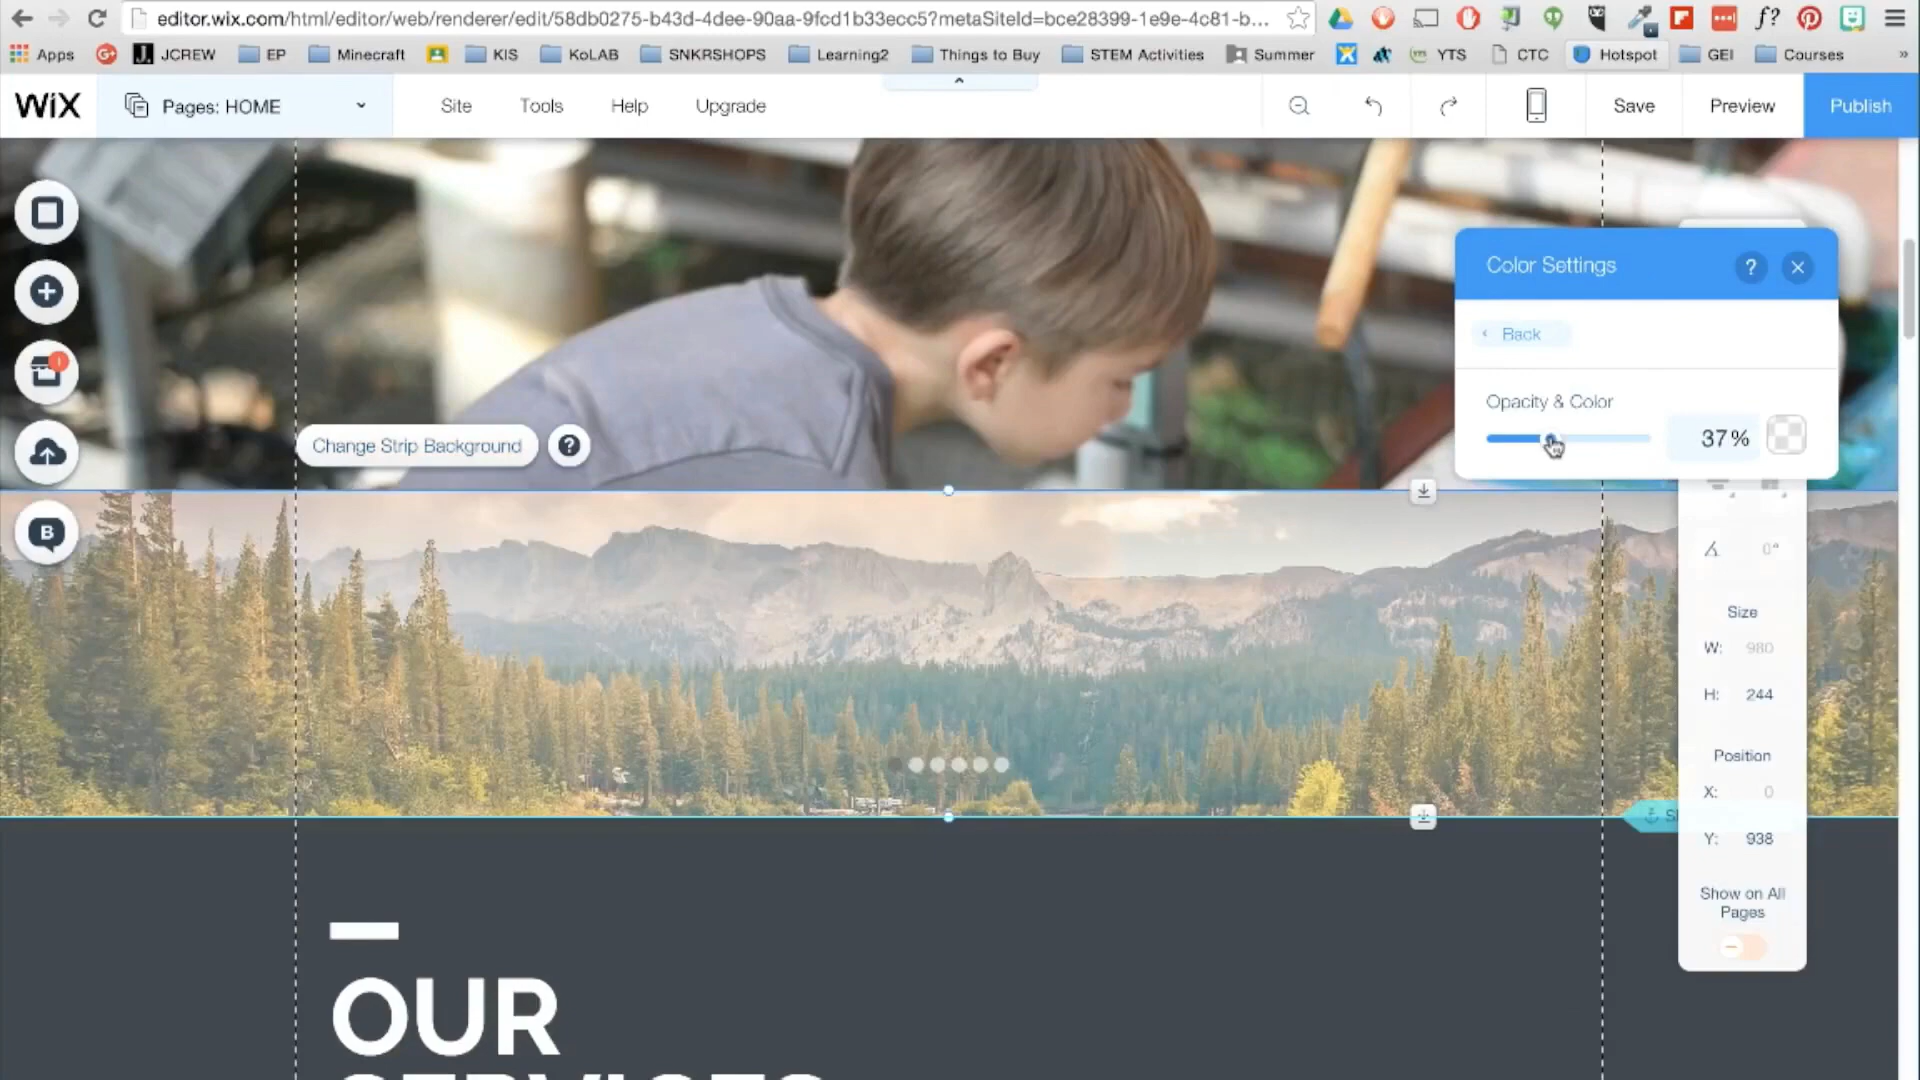 editor.wix.com/html/editor/web/renderer/edit/58db0275-b43d-4dee-90aa-9fcd1b33ecc5?metaSiteId=bce28399-1e9e-4c81-b...
f?
Apps JCREW EP Minecraft KIS KoLAB SNKRSHOPS Learning2 Things to Buy STEM Activities Summer YTS CTC Hotspot GEI Courses »
WiX Pages: HOME Site Tools Help Upgrade Save Preview Publish
Color Settings ? ×
Back
Opacity & Color
37%
Change Strip Background ?
B
0°
Size
W: 980
H: 244
Position
X: 0
Y: 938
Show on All
Pages
OUR
SERVICES